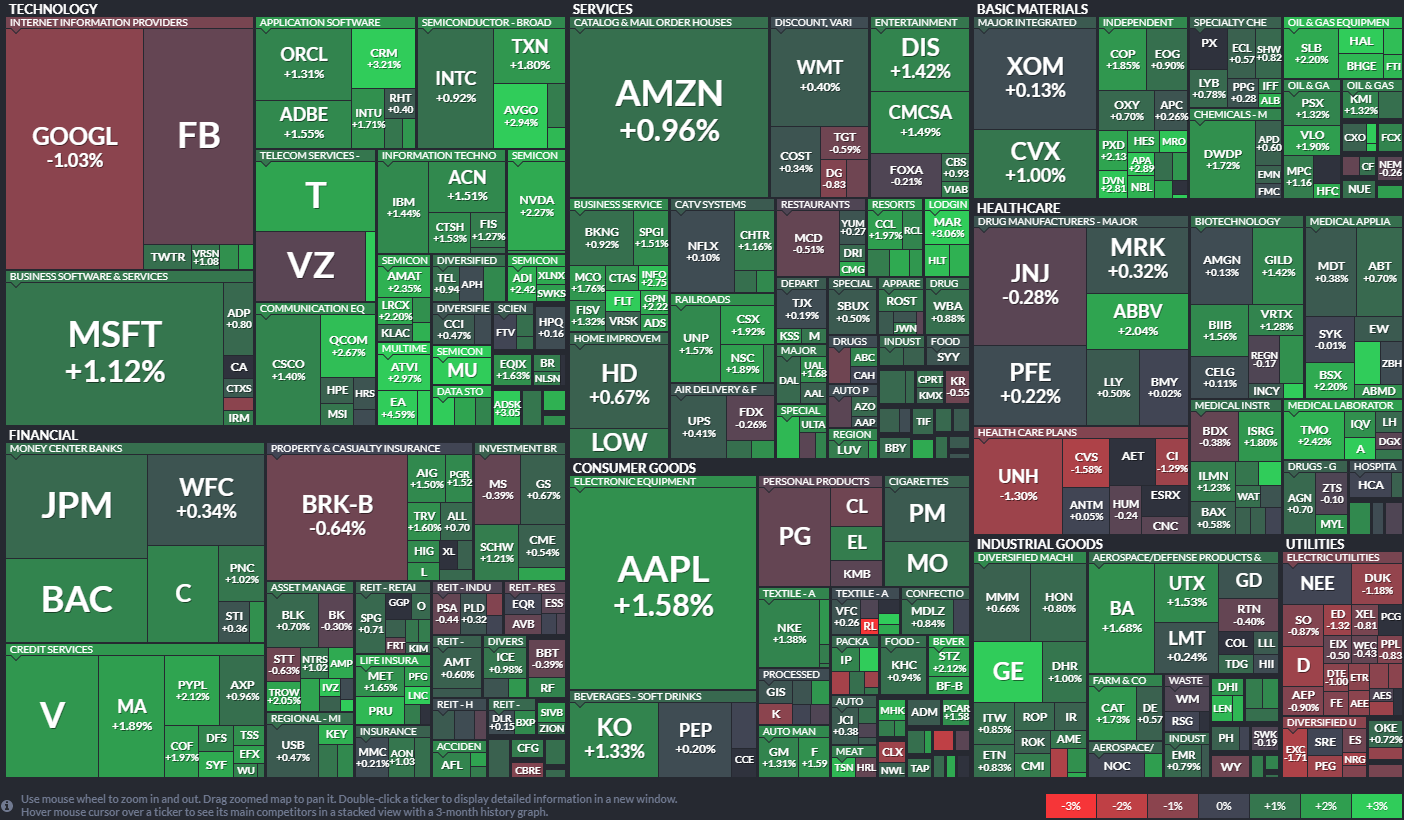 TECHNOLOGY
INTERNET INFORMATION PROVIDERS
GOOGL
-1.03%
FB
TWTR
VRSN
+1.08
APPLICATION SOFTWARE
ORCL
+1.31%
CRM
+3.21%
ADBE
+1.55%
INTU
+1.71%
RHT
+0.40
SEMICONDUCTOR - BROAD
INTC
+0.92%
TXN
+1.80%
AVGO
+2.94%
TELECOM SERVICES -
T
VZ
INFORMATION TECHNO
IBM
+1.44%
ACN
+1.51%
CTSH
+1.53%
FIS
+1.27%
SEMICON
NVDA
+2.27%
BUSINESS SOFTWARE & SERVICES
MSFT
+1.12%
ADP
+0.80
CA
CTXS
IRM
COMMUNICATION EQ
CSCO
+1.40%
QCOM
+2.67%
HPE
HRS
MSI
SEMICON
AMAT
+2.35%
LRCX
+2.20%
KLAC
DIVERSIFIED
TEL
+0.94
APH
SEMICON
ADI
+2.42
XLNX
SWKS
DIVERSIFIE
CCI
+0.47%
SCIEN
FTV
HPQ
+0.16
MULTIME
ATVI
+2.97%
EA
+4.59%
SEMICON
MU
DATA STO
EQIX
+1.63%
BR
NLSN
ADSK
+3.05
SERVICES
CATALOG & MAIL ORDER HOUSES
AMZN
+0.96%
DISCOUNT, VARI
WMT
+0.40%
COST
+0.34%
TGT
-0.59%
DG
-0.83
ENTERTAINMENT
DIS
+1.42%
CMCSA
+1.49%
FOXA
-0.21%
CBS
+0.93
VIAB
BUSINESS SERVICE
BKNG
+0.92%
SPGI
+1.51%
MCO
+1.76%
CTAS
INFO
+2.75
FLT
GPN
+2.22
FISV
+1.32%
VRSK
ADS
CATV SYSTEMS
NFLX
+0.10%
CHTR
+1.16%
RESTAURANTS
MCD
-0.51%
YUM
+0.27
DRI
CMG
RESORTS
CCL
+1.97%
RCL
LODGIN
MAR
+3.06%
HLT
RAILROADS
UNP
+1.57%
CSX
+1.92%
NSC
+1.89%
DEPART
TJX
+0.19%
KSS
M
SPECIAL
SBUX
+0.50%
APPARE
ROST
JWN
DRUG
WBA
+0.88%
HOME IMPROVEM
HD
+0.67%
LOW
AIR DELIVERY & F
UPS
+0.41%
FDX
-0.26%
MAJOR
DAL
UAL
+1.68
AAL
SPECIAL
ULTA
DRUGS
ABC
CAH
AUTO P
AZO
AAP
REGION
LUV
INDUST
FOOD
SYY
CPRT
KMX
KR
-0.55
TIF
BBY
BASIC MATERIALS
MAJOR INTEGRATED
XOM
+0.13%
CVX
+1.00%
INDEPENDENT
COP
+1.85%
EOG
+0.90%
OXY
+0.70%
APC
+0.26%
PXD
+2.13
HES
MRO
APA
+2.89
DVN
+2.81
NBL
SPECIALTY CHE
PX
ECL
+0.57
SHW
+0.82
LYB
+0.78%
PPG
+0.28
IFF
ALB
CHEMICALS - M
DWDP
+1.72%
APD
+0.60
EMN
FMC
OIL & GAS EQUIPMEN
SLB
+2.20%
HAL
BHGE
FTI
OIL & GA
PSX
+1.32%
VLO
+1.90%
MPC
+1.16
HFC
OIL & GAS
KMI
+1.32%
CXO
FCX
CF
NEM
-0.26
NUE
HEALTHCARE
DRUG MANUFACTURERS - MAJOR
JNJ
-0.28%
MRK
+0.32%
ABBV
+2.04%
PFE
+0.22%
LLY
+0.50%
BMY
+0.02%
BIOTECHNOLOGY
AMGN
+0.13%
GILD
+1.42%
BIIB
+1.56%
VRTX
+1.28%
CELG
+0.11%
REGN
-0.17
INCY
MEDICAL APPLIA
MDT
+0.38%
ABT
+0.70%
SYK
-0.01%
EW
BSX
+2.20%
ZBH
ABMD
HEALTH CARE PLANS
UNH
-1.30%
CVS
-1.58%
AET
CI
-1.29%
ANTM
+0.05%
HUM
-0.24
ESRX
CNC
MEDICAL INSTR
BDX
-0.38%
ISRG
+1.80%
ILMN
+1.23%
WAT
BAX
+0.58%
MEDICAL LABORATOR
TMO
+2.42%
IQV
LH
A
DGX
DRUGS - G
AGN
+0.70
ZTS
-0.10
MYL
HOSPITA
HCA
FINANCIAL
MONEY CENTER BANKS
JPM
WFC
+0.34%
BAC
C
PNC
+1.02%
STI
+0.36
PROPERTY & CASUALTY INSURANCE
BRK-B
-0.64%
AIG
+1.50%
PGR
+1.52
TRV
+1.60%
ALL
+0.70
HIG
XL
L
INVESTMENT BR
MS
-0.39%
GS
+0.67%
SCHW
+1.21%
CME
+0.54%
CREDIT SERVICES
V
MA
+1.89%
PYPL
+2.12%
AXP
+0.96%
COF
+1.97%
DFS
TSS
SYF
EFX
WU
ASSET MANAGE
BLK
+0.70%
BK
-0.30%
STT
-0.63%
NTRS
+1.02
AMP
TROW
+2.05%
IVZ
REGIONAL - MI
USB
+0.47%
KEY
REIT - RETAI
SPG
+0.71
GGP
O
FRT
KIM
LIFE INSURA
MET
+1.65%
PFG
LNC
PRU
INSURANCE
MMC
+0.21%
AON
+1.03
REIT - INDU
PSA
-0.44
PLD
+0.32
REIT - RES
EQR
ESS
AVB
REIT -
AMT
+0.60%
DIVERS
ICE
+0.98%
BBT
-0.39%
RF
REIT - H
REIT -
DLR
+0.15
BXP
SIVB
ZION
ACCIDEN
AFL
CFG
CBRE
CONSUMER GOODS
ELECTRONIC EQUIPMENT
AAPL
+1.58%
PERSONAL PRODUCTS
PG
CL
EL
KMB
CIGARETTES
PM
MO
BEVERAGES - SOFT DRINKS
KO
+1.33%
PEP
+0.20%
CCE
TEXTILE - A
NKE
+1.38%
TEXTILE - A
VFC
+0.26
RL
CONFECTIO
MDLZ
+0.84%
PACKA
IP
FOOD -
KHC
+0.94%
BEVER
STZ
+2.12%
BF-B
PROCESSED
GIS
K
AUTO MAN
GM
+1.31%
F
+1.59
AUTO
JCI
+0.38
MHK
ADM
PCAR
+1.58
MEAT
TSN
HRL
CLX
NWL
TAP
INDUSTRIAL GOODS
DIVERSIFIED MACHI
MMM
+0.66%
HON
+0.80%
GE
DHR
+1.00%
ITW
+0.85%
ROP
IR
ROK
AME
ETN
+0.83%
CMI
AEROSPACE/DEFENSE PRODUCTS &
BA
+1.68%
UTX
+1.53%
GD
RTN
-0.40%
LMT
+0.24%
COL
LLL
TDG
HII
FARM & CO
CAT
+1.73%
DE
+0.57
AEROSPACE/
NOC
WASTE
WM
RSG
INDUST
EMR
+0.79%
DHI
LEN
PH
SWK
-0.19
WY
UTILITIES
ELECTRIC UTILITIES
NEE
DUK
-1.18%
SO
-0.87%
ED
-1.32
XEL
-0.81
PCG
D
EIX
-0.50
WEC
-0.43
PPL
-0.83
DTE
-1.06
ETR
AEP
-0.90%
FE
AEE
AES
DIVERSIFIED U
EXC
-1.71
SRE
ES
PEG
NRG
OKE
+0.72%
Use mouse wheel to zoom in and out. Drag zoomed map to pan it. Double-click a ticker to display detailed information in a new window.
Hover mouse cursor over a ticker to see its main competitors in a stacked view with a 3-month history graph.
-3%
-2%
-1%
0%
+1%
+2%
+3%